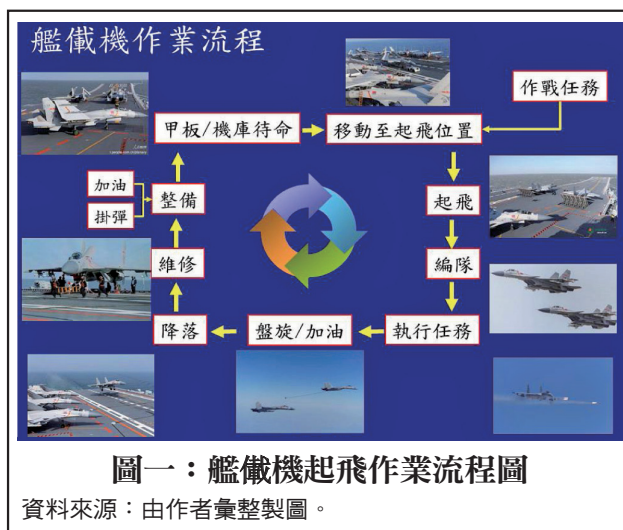 艦儎機作業流程
作戰任務
甲板/機庫待命
移動至起飛位置
加油
掛彈
整備
起飛
維修
編隊
降落
盤旋/加油
執行任務
圖一：艦儎機起飛作業流程圖
資料來源：由作者彙整製圖。